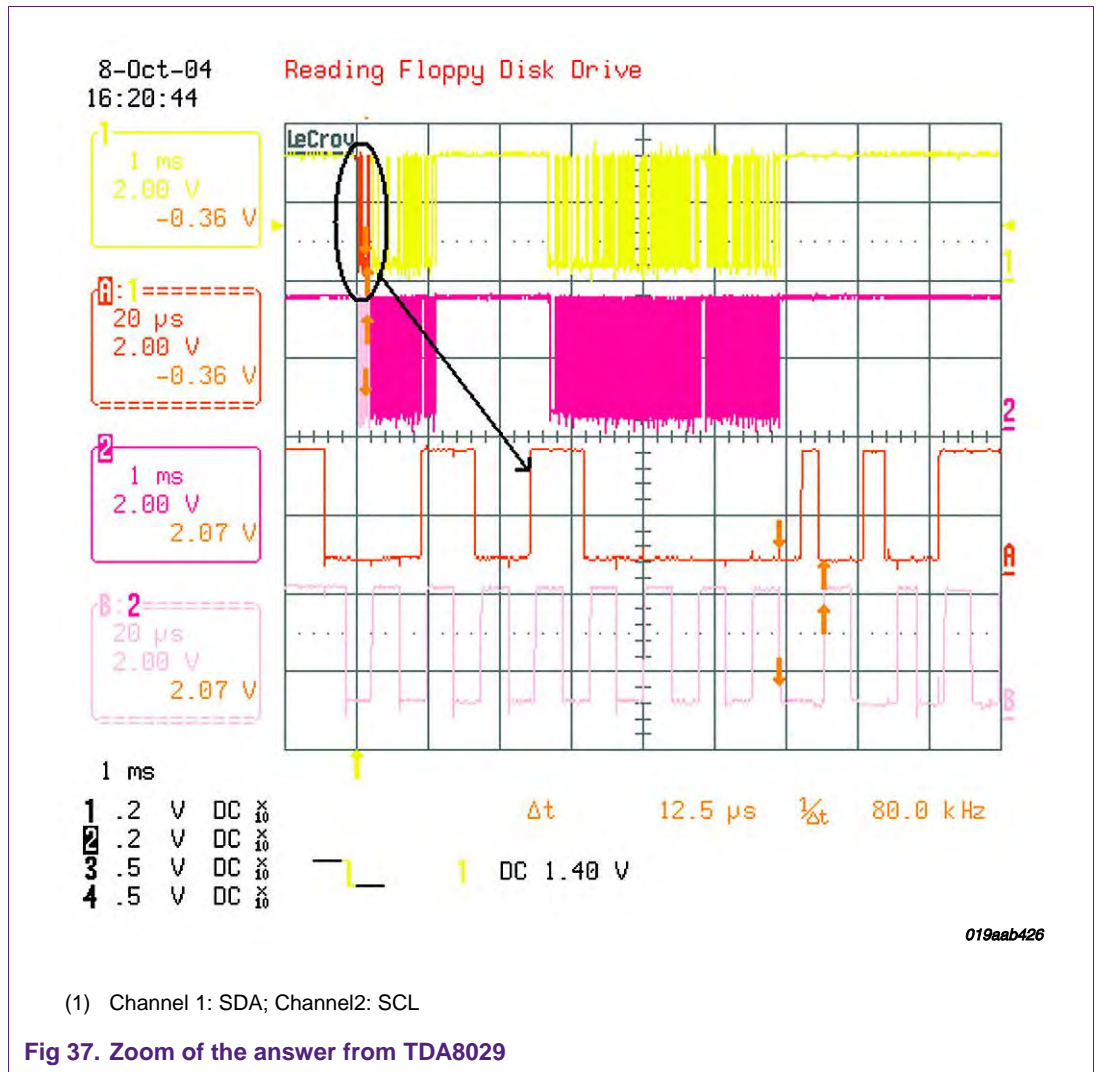 8-Oct-04
16:20:44
Reading Floppy Disk Drive
LeCroy
1
1 ms
2.00 V
-0.36 V
1
A:1
20 µs
2.00 V
-0.36 V
2
2
1 ms
2.00 V
2.07 V
A
B:2
20 µs
2.00 V
2.07 V
B
1 ms
1 .2 V DC x10
2 .2 V DC x10
3 .5 V DC x10
4 .5 V DC x10
Δt 12.5 µs 1/Δt 80.0 kHz
1 DC 1.40 V
019aab426
(1) Channel 1: SDA; Channel2: SCL
Fig 37. Zoom of the answer from TDA8029